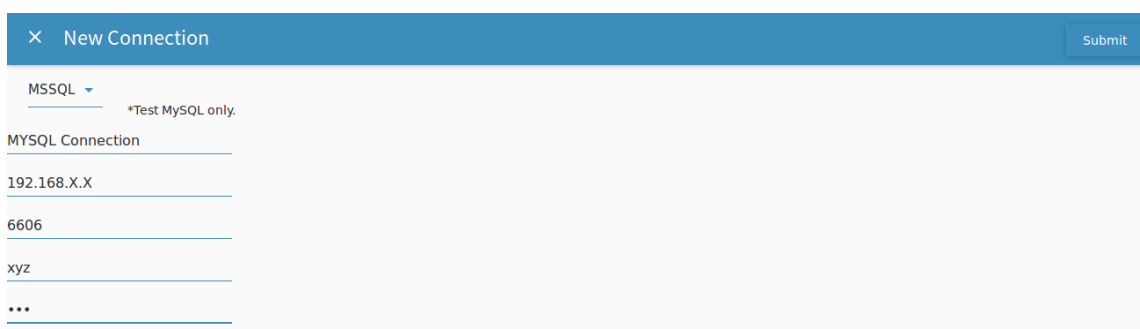 × New Connection
Submit
MSSQL
*Test MySQL only.
MYSQL Connection
192.168.X.X
6606
xyz
•••